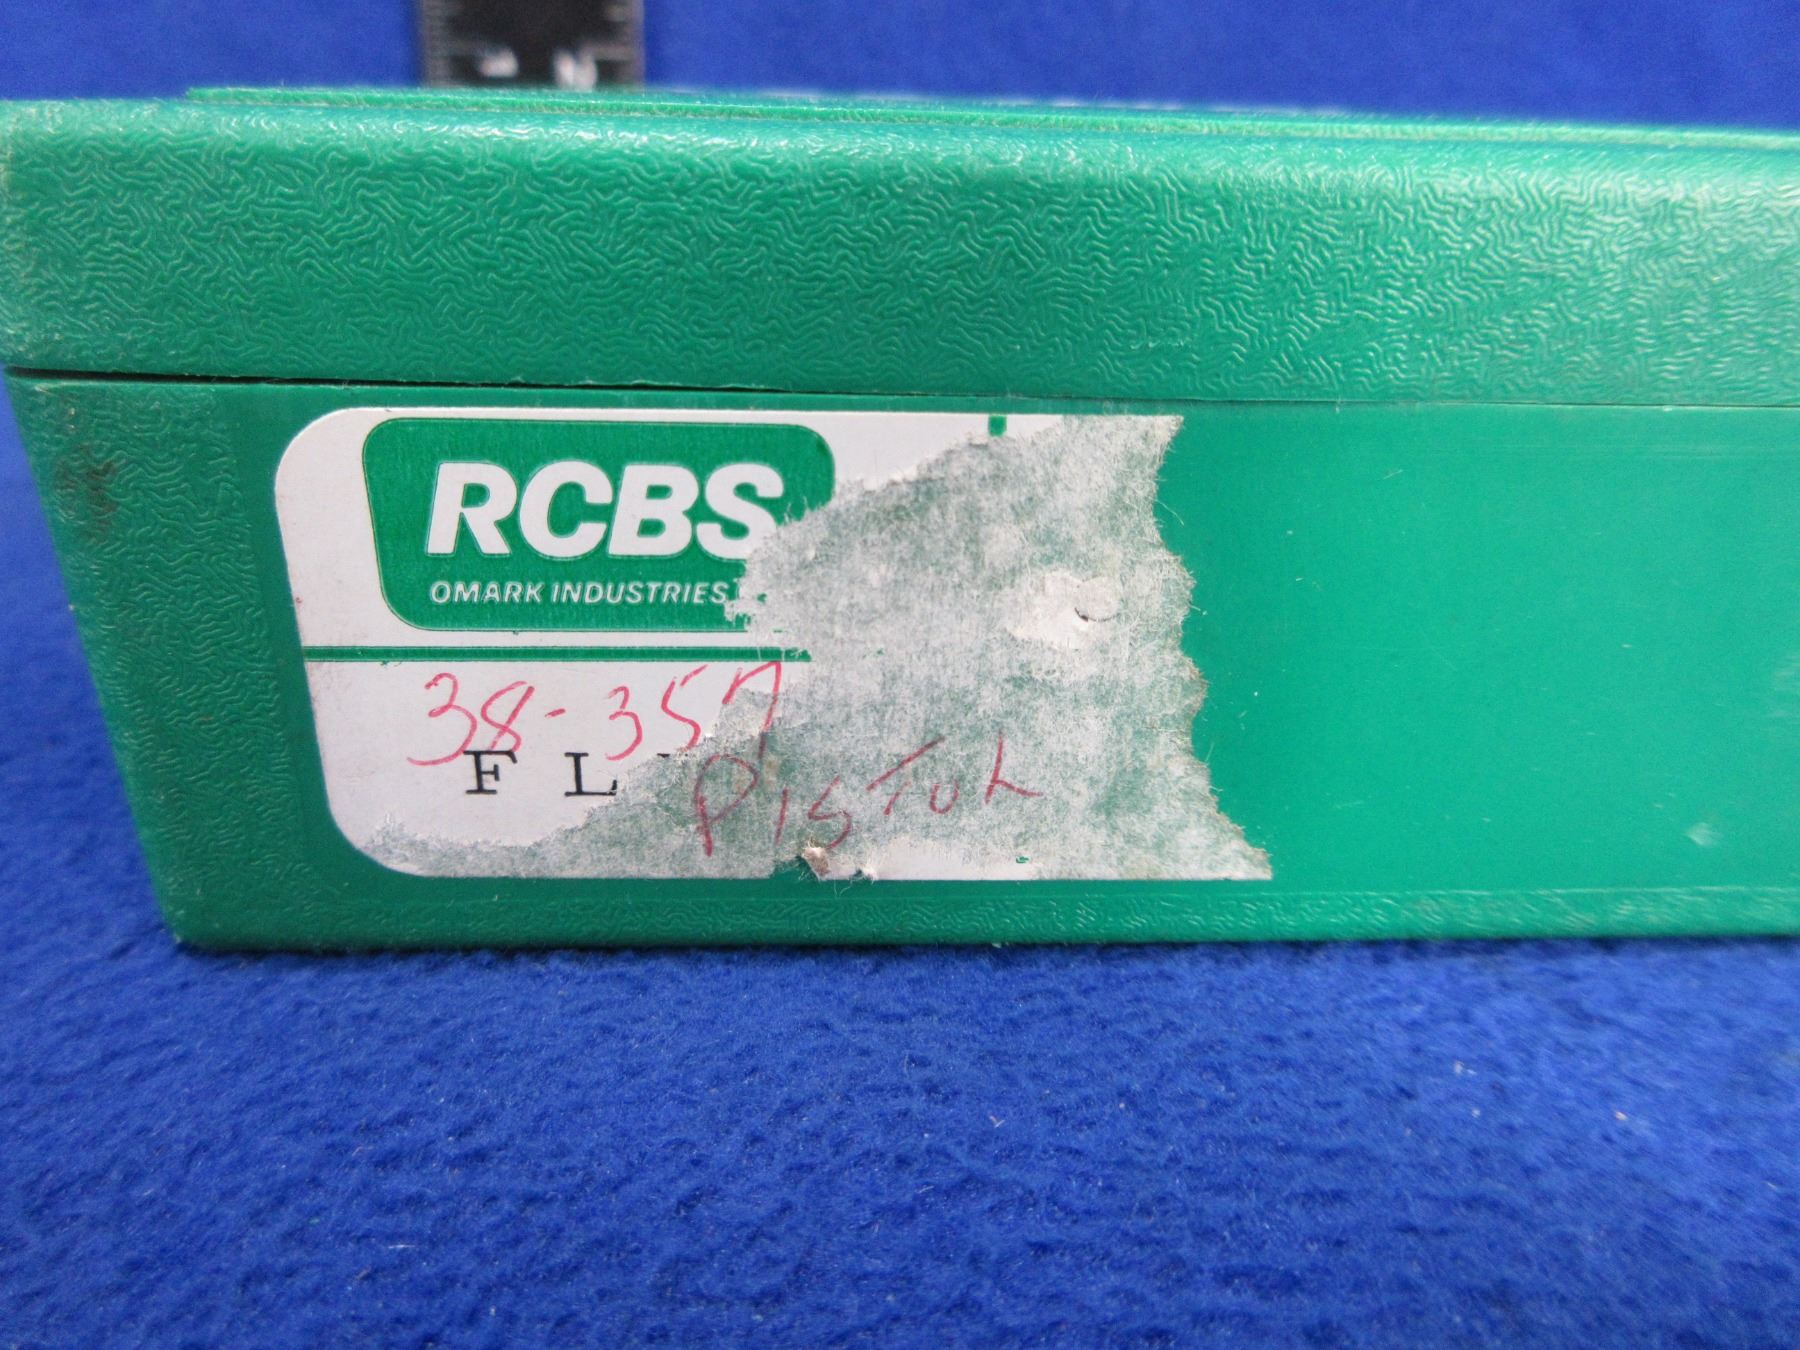 RCBS
OMARK INDUSTRIES
38-357
F L
PISTOL